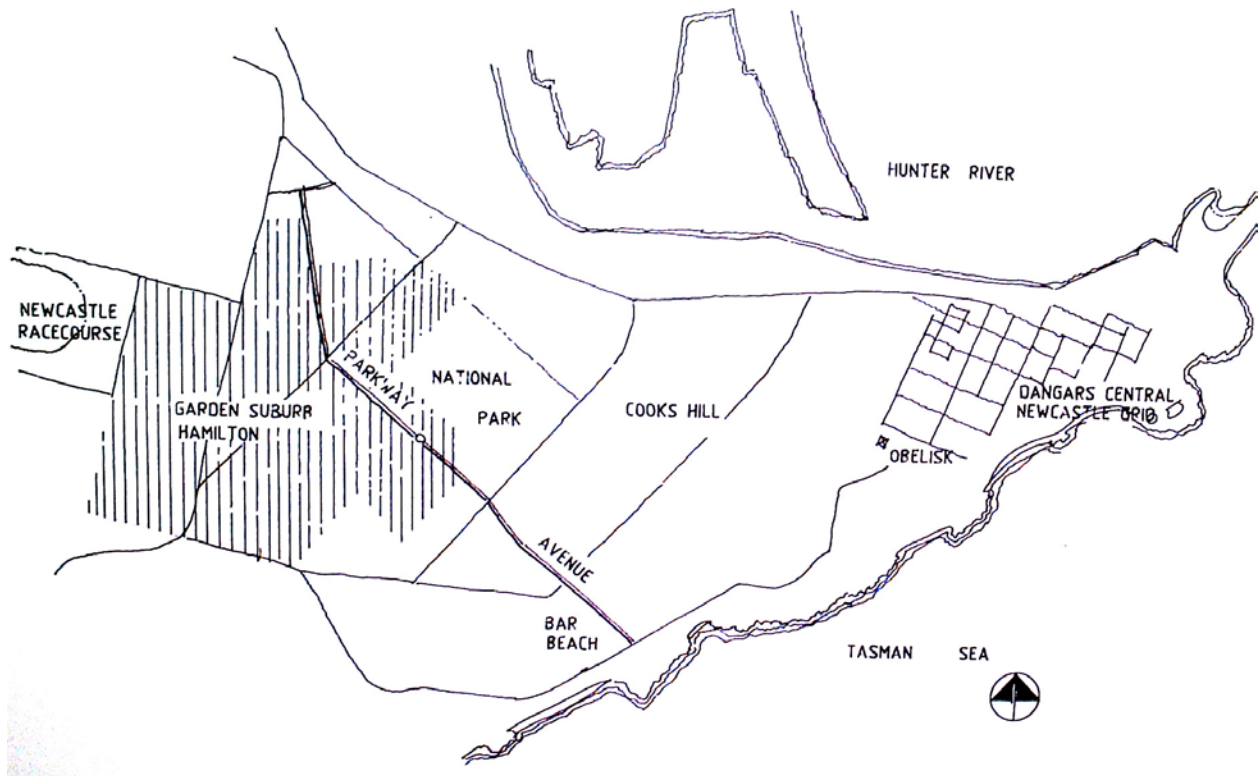 HUNTER RIVER
NEWCASTLE
RACECOURSE
PARKWAY
NATIONAL
PARK
GARDEN SUBURB
HAMILTON
COOKS HILL
DANGARS CENTRAL
NEWCASTLE GRID
OBELISK
AVENUE
BAR
BEACH
TASMAN SEA